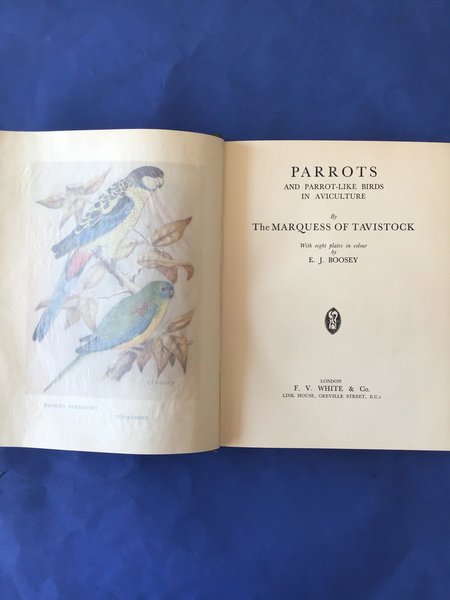 PARROTS
AND PARROT-LIKE BIRDS
IN AVICULTURE
By
The MARQUESS OF TAVISTOCK
With eight plates in colour
by
E. J. BOOSEY
LONDON
F. V. WHITE & Co.
LINK HOUSE, GREVILLE STREET, E.C.1